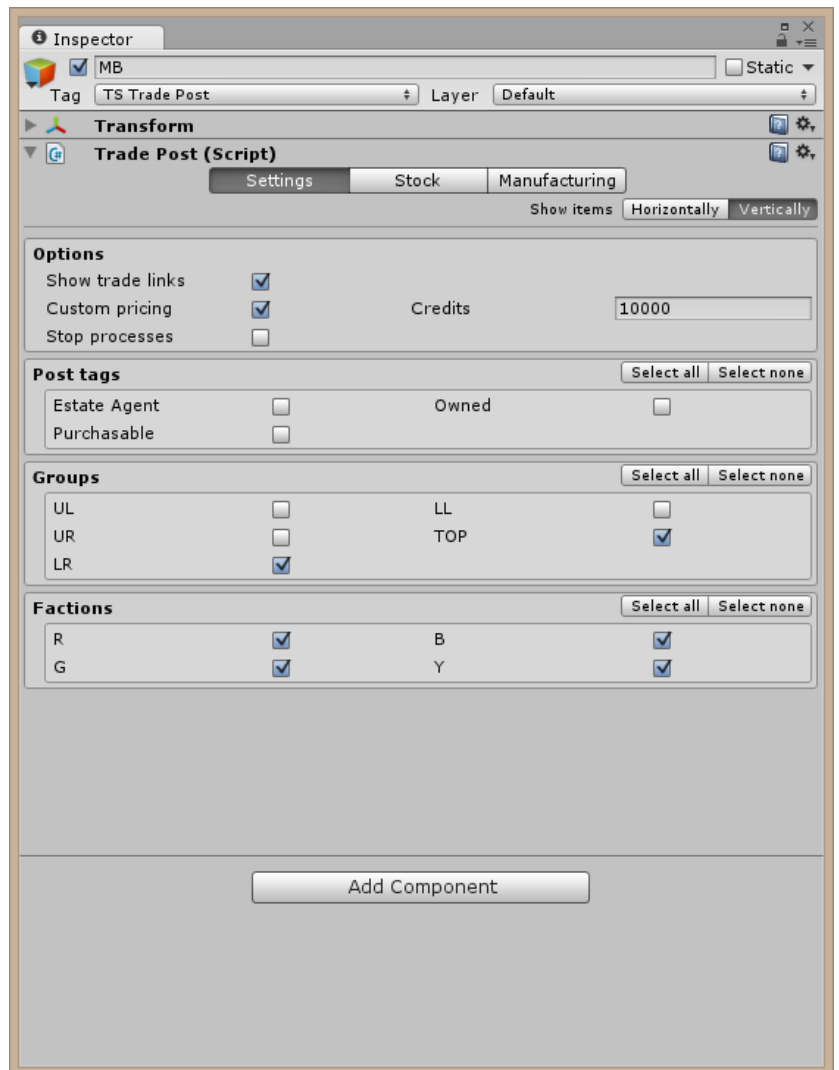 Inspector
MB Static
Tag TS Trade Post Layer Default
Transform
Trade Post (Script)
Settings Stock Manufacturing
Show items Horizontally Vertically
Options
Show trade links
Custom pricing Credits 10000
Stop processes
Post tags Select all Select none
Estate Agent Owned
Purchasable
Groups Select all Select none
UL LL
UR TOP
LR
Factions Select all Select none
R B
G Y
Add Component